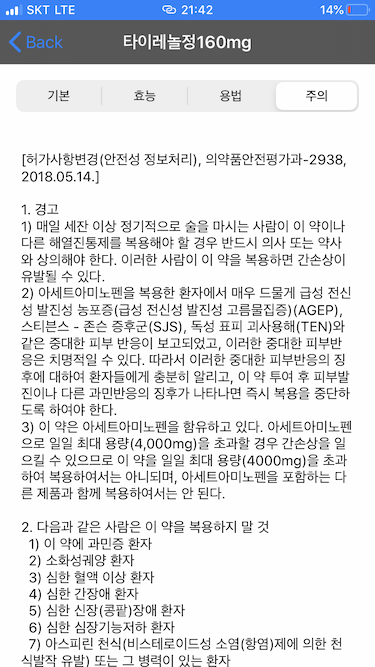 SKT LTE 21:42 14%
Back 타이레놀정160mg
기본 효능 용법 주의
[허가사항변경(안전성 정보처리), 의약품안전평가과-2938,
2018.05.14.]
1. 경고
1) 매일 세잔 이상 정기적으로 술을 마시는 사람이 이 약이나
다른 해열진통제를 복용해야 할 경우 반드시 의사 또는 약사
와 상의해야 한다. 이러한 사람이 이 약을 복용하면 간손상이
유발될 수 있다.
2) 아세트아미노펜을 복용한 환자에서 매우 드물게 급성 전신
성 발진성 농포증(급성 전신성 발진성 고름물집증)(AGEP),
스티븐스 - 존슨 증후군(SJS), 독성 표피 괴사용해(TEN)와
같은 중대한 피부 반응이 보고되었고, 이러한 중대한 피부반
응은 치명적일 수 있다. 따라서 이러한 중대한 피부반응의 징
후에 대하여 환자들에게 충분히 알리고, 이 약 투여 후 피부발
진이나 다른 과민반응의 징후가 나타나면 즉시 복용을 중단하
도록 하여야 한다.
3) 이 약은 아세트아미노펜을 함유하고 있다. 아세트아미노펜
으로 일일 최대 용량(4,000mg)을 초과할 경우 간손상을 일
으킬 수 있으므로 이 약을 일일 최대 용량(4000mg)을 초과
하여 복용하여서는 아니되며, 아세트아미노펜을 포함하는 다
른 제품과 함께 복용하여서는 안 된다.
2. 다음과 같은 사람은 이 약을 복용하지 말 것
1) 이 약에 과민증 환자
2) 소화성궤양 환자
3) 심한 혈액 이상 환자
4) 심한 간장애 환자
5) 심한 신장(콩팥)장애 환자
6) 심한 심장기능저하 환자
7) 아스피린 천식(비스테로이드성 소염(항염)제에 의한 천
식발작 유발) 또는 그 병력이 있는 환자